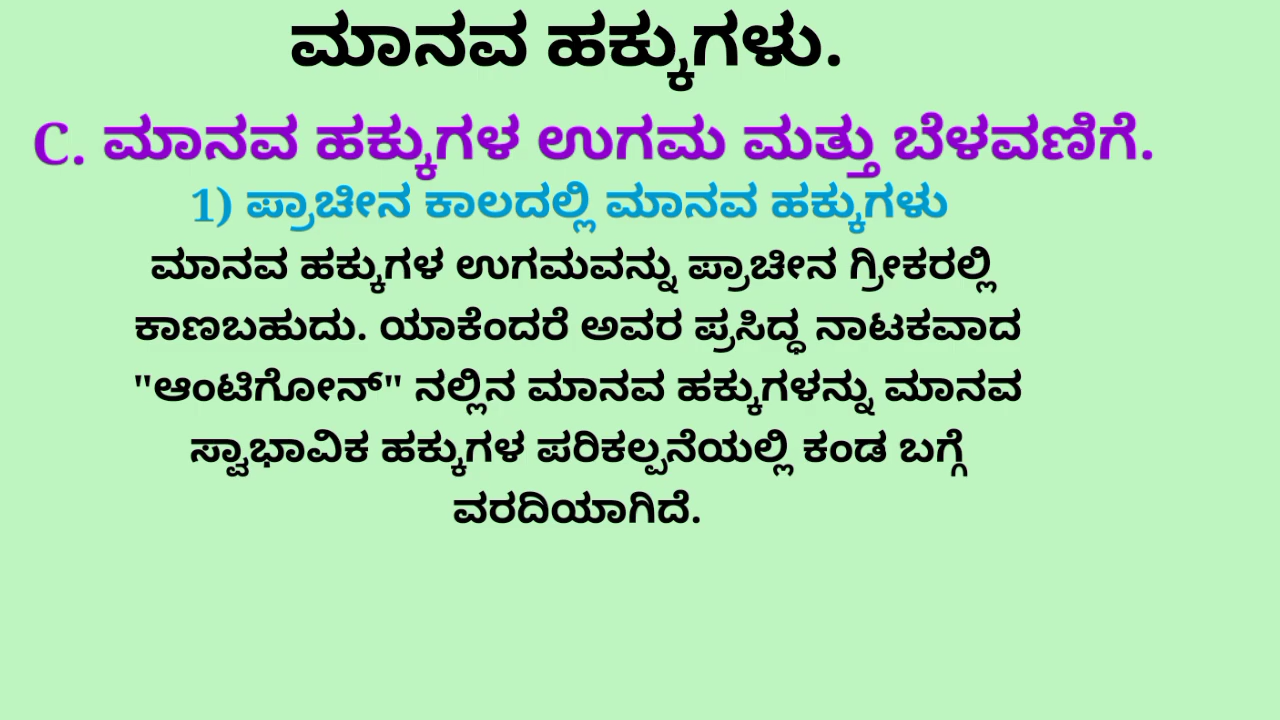 ಮಾನವ ಹಕ್ಕುಗಳು.
C. ಮಾನವ ಹಕ್ಕುಗಳ ಉಗಮ ಮತ್ತು ಬೆಳವಣಿಗೆ.
1) ಪ್ರಾಚೀನ ಕಾಲದಲ್ಲಿ ಮಾನವ ಹಕ್ಕುಗಳು
ಮಾನವ ಹಕ್ಕುಗಳ ಉಗಮವನ್ನು ಪ್ರಾಚೀನ ಗ್ರೀಕರಲ್ಲಿ
ಕಾಣಬಹುದು. ಯಾಕೆಂದರೆ ಅವರ ಪ್ರಸಿದ್ಧ ನಾಟಕವಾದ
"ಆಂಟಿಗೋನ್" ನಲ್ಲಿನ ಮಾನವ ಹಕ್ಕುಗಳನ್ನು ಮಾನವ
ಸ್ವಾಭಾವಿಕ ಹಕ್ಕುಗಳ ಪರಿಕಲ್ಪನೆಯಲ್ಲಿ ಕಂಡ ಬಗ್ಗೆ
ವರದಿಯಾಗಿದೆ.